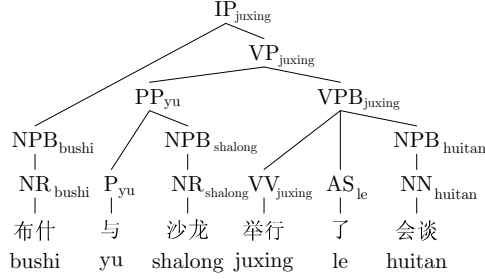 IP juxing
VP juxing
PP yu VPB juxing
NPB bushi NPB shalong NPB huitan
NR bushi P yu NR shalong VV juxing AS le NN huitan
布什 与 沙龙 举行 了 会谈
bushi yu shalong juxing le huitan